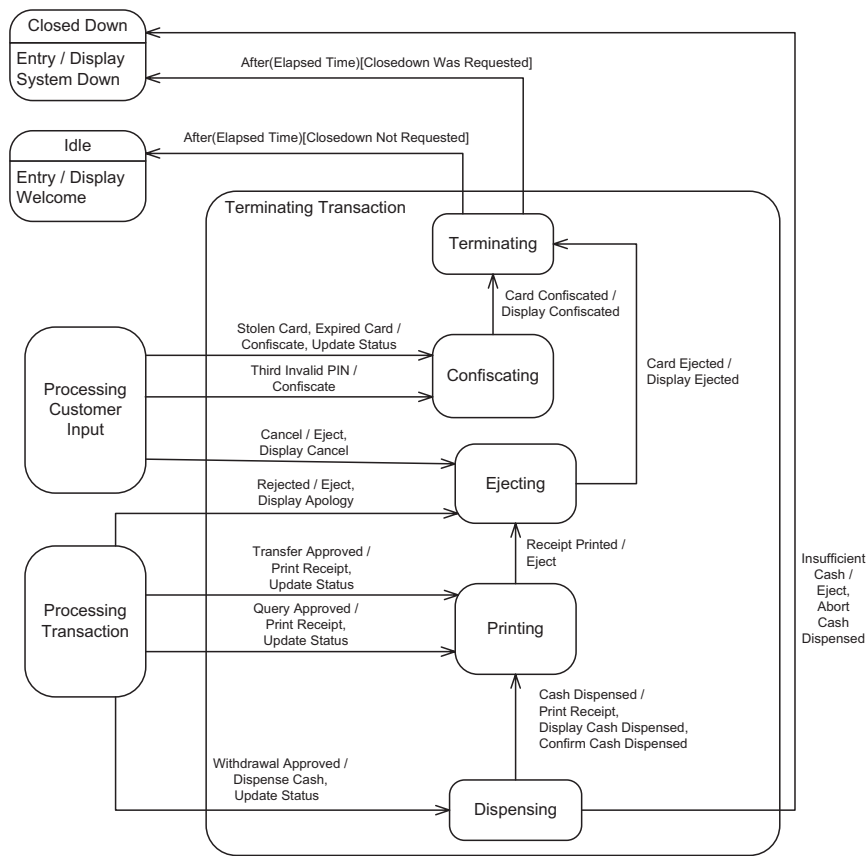 Closed Down
Entry / Display
System Down
After(Elapsed Time)[Closedown Was Requested]
Idle
Entry / Display
Welcome
After(Elapsed Time)[Closedown Not Requested]
Terminating Transaction
Terminating
Card Confiscated /
Display Confiscated
Stolen Card, Expired Card /
Confiscate, Update Status
Third Invalid PIN /
Confiscate
Confiscating
Card Ejected /
Display Ejected
Processing
Customer
Input
Cancel / Eject,
Display Cancel
Ejecting
Rejected / Eject,
Display Apology
Receipt Printed /
Eject
Transfer Approved /
Print Receipt,
Update Status
Query Approved /
Print Receipt,
Update Status
Processing
Transaction
Printing
Insufficient
Cash /
Eject,
Abort
Cash
Dispensed
Cash Dispensed /
Print Receipt,
Display Cash Dispensed,
Confirm Cash Dispensed
Withdrawal Approved /
Dispense Cash,
Update Status
Dispensing